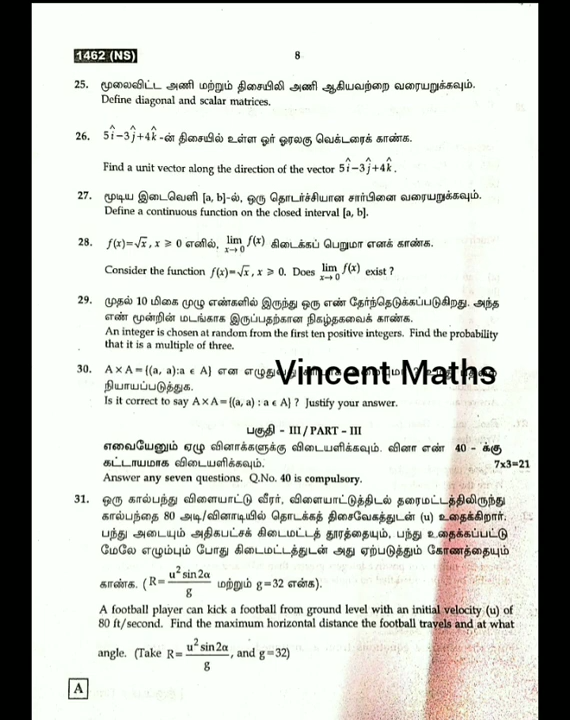 1462 (NS)
8
25. மூலைவிட்ட அணி மற்றும் திசையிலி அணி ஆகியவற்றை வரையறுக்கவும்.
Define diagonal and scalar matrices.
26. 5î−3ĵ+4k̂ -ன் திசையில் உள்ள ஓர் ஓரலகு வெக்டரைக் காண்க.
Find a unit vector along the direction of the vector 5î−3ĵ+4k̂.
27. மூடிய இடைவெளி [a, b]-ல், ஒரு தொடர்ச்சியான சார்பினை வரையறுக்கவும்.
Define a continuous function on the closed interval [a, b].
28. f(x)=√x, x ⩾ 0 எனில், lim x→0 f(x) கிடைக்கப் பெறுமா எனக் காண்க.
Consider the function f(x)=√x, x ⩾ 0. Does lim x→0 f(x) exist ?
29. முதல் 10 மிகை முழு எண்களில் இருந்து ஒரு எண் தேர்ந்தெடுக்கப்படுகிறது. அந்த
எண் மூன்றின் மடங்காக இருப்பதற்கான நிகழ்தகவைக் காண்க.
An integer is chosen at random from the first ten positive integers. Find the probability
that it is a multiple of three.
30. A×A={(a, a):a ϵ A} என
Vincent Maths
நியாயப்படுத்துக.
Is it correct to say A×A={(a, a) : a ϵ A} ? Justify your answer.
பகுதி - III / PART - III
எவையேனும் ஏழு வினாக்களுக்கு விடையளிக்கவும். வினா எண் 40 - க்கு
கட்டாயமாக விடையளிக்கவும். 7x3=21
Answer any seven questions. Q.No. 40 is compulsory.
31. ஒரு கால்பந்து விளையாட்டு வீரர், விளையாட்டுத்திடல் தரைமட்டத்திலிருந்து
கால்பந்தை 80 அடி/வினாடியில் தொடக்கத் திசைவேகத்துடன் (u) உதைக்கிறார்.
பந்து அடையும் அதிகபட்சக் கிடைமட்டத் தூரத்தையும், பந்து உதைக்கப்பட்டு
மேலே எழும்பும் போது கிடைமட்டத்துடன் அது ஏற்படுத்தும் கோணத்தையும்
காண்க. (R= u² sin2α / g மற்றும் g=32 என்க).
A football player can kick a football from ground level with an initial velocity (u) of
80 ft/second. Find the maximum horizontal distance the football travels and at what
angle. (Take R= u² sin2α / g, and g=32)
A